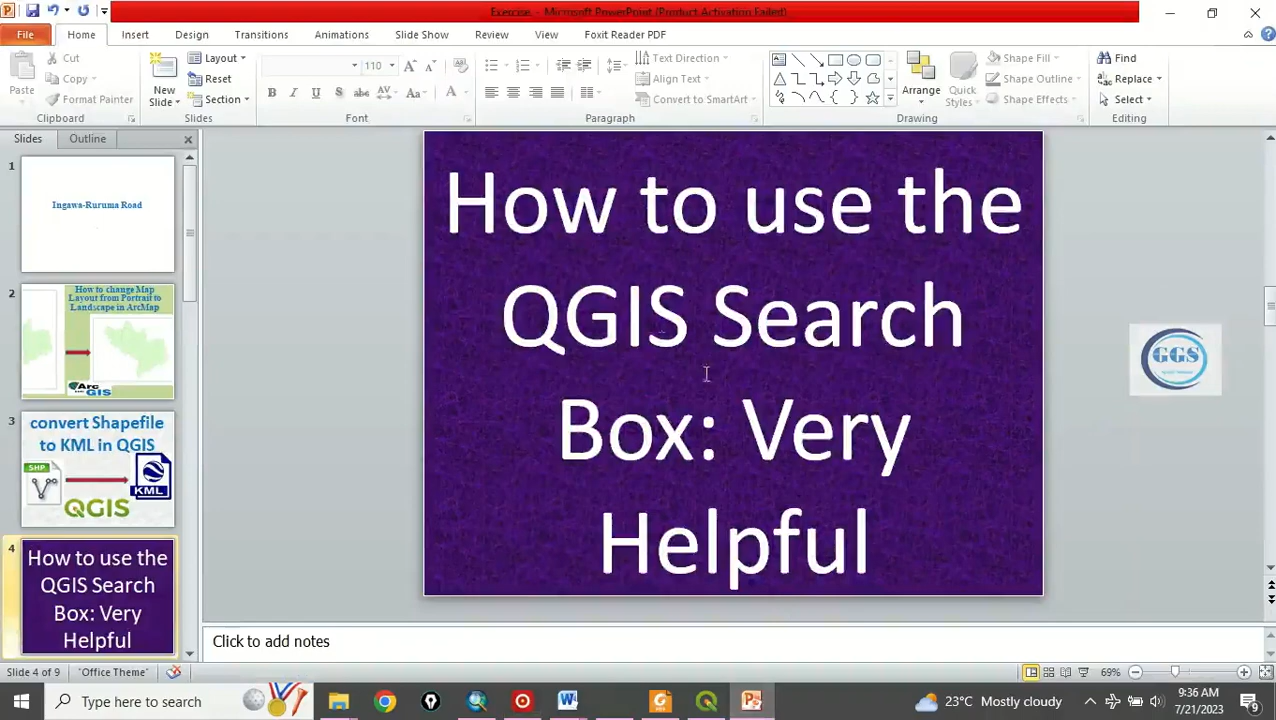 Exercise - Microsoft PowerPoint (Product Activation Failed)
File Home Insert Design Transitions Animations Slide Show Review View Foxit Reader PDF
Paste
Cut
Copy
Format Painter
Clipboard
New
Slide
Layout
Reset
Section
Slides
110
B I U S abc AV Aa A
Font
Text Direction
Align Text
Convert to SmartArt
Paragraph
Arrange
Quick
Styles
Shape Fill
Shape Outline
Shape Effects
Drawing
Find
Replace
Select
Editing
Slides Outline
1
Ingawa-Ruruma Road
2
How to change Map
Layout from Portrait to
Landscape in ArcMap
Arc
GIS
3
convert Shapefile
to KML in QGIS
SHP
KML
QGIS
4
How to use the
QGIS Search
Box: Very
Helpful
How to use the
QGIS Search
Box: Very
Helpful
GGS
Click to add notes
Slide 4 of 9 "Office Theme" 69%
Type here to search
23°C Mostly cloudy
9:36 AM
7/21/2023
9